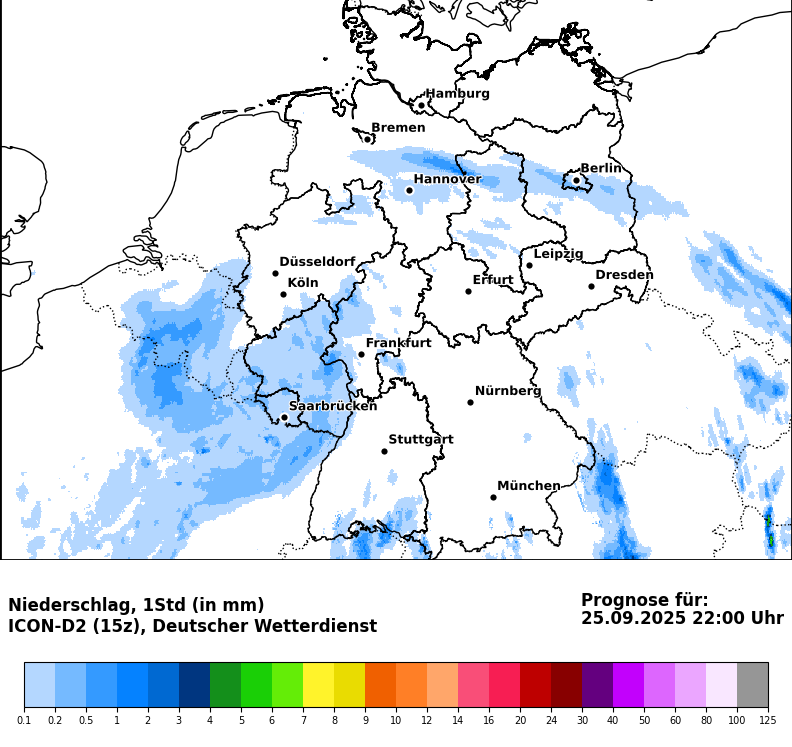 Hamburg
Bremen
Berlin
Hannover
Leipzig
Düsseldorf
Dresden
Köln
Erfurt
Frankfurt
Nürnberg
Saarbrücken
Stuttgart
München
Niederschlag, 1Std (in mm)
ICON-D2 (15z), Deutscher Wetterdienst
Prognose für:
25.09.2025 22:00 Uhr
0.1 0.2 0.5 1 2 3 4 5 6 7 8 9 10 12 14 16 20 24 30 40 50 60 80 100 125